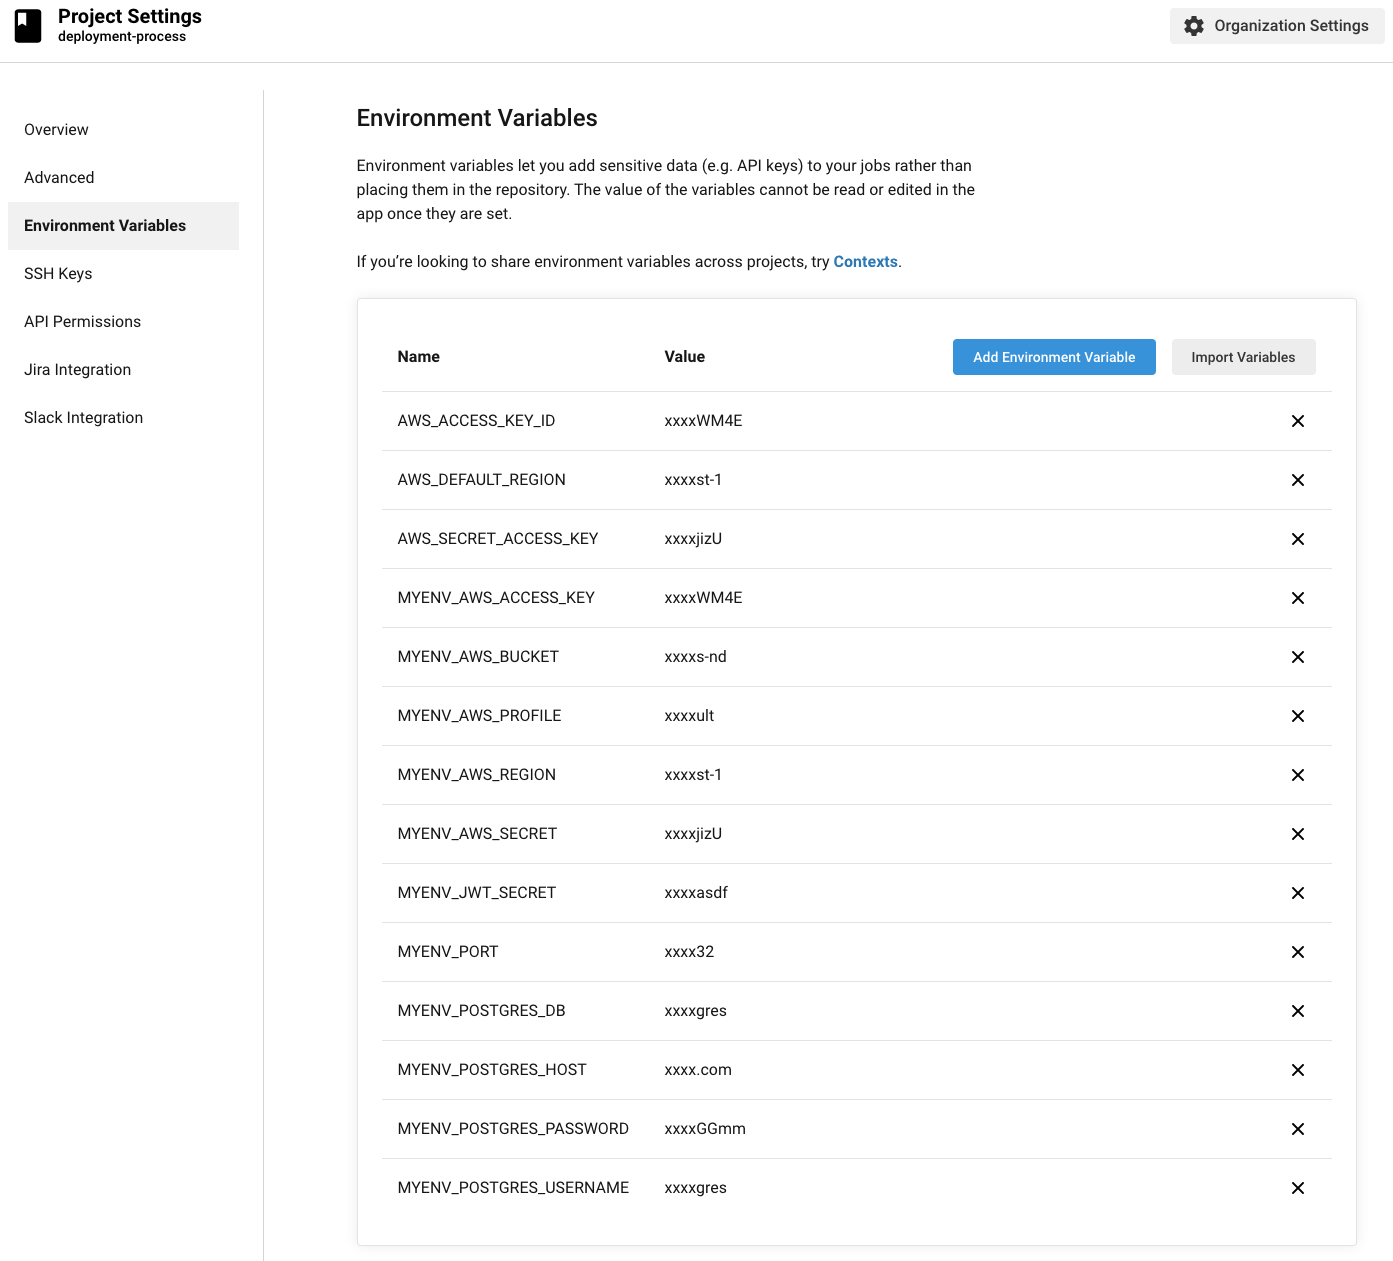 Project Settings
deployment-process
Organization Settings
Overview
Advanced
Environment Variables
SSH Keys
API Permissions
Jira Integration
Slack Integration
Environment Variables
Environment variables let you add sensitive data (e.g. API keys) to your jobs rather than
placing them in the repository. The value of the variables cannot be read or edited in the
app once they are set.
If you’re looking to share environment variables across projects, try Contexts.
Name Value Add Environment Variable Import Variables
AWS_ACCESS_KEY_ID xxxxWM4E
AWS_DEFAULT_REGION xxxxst-1
AWS_SECRET_ACCESS_KEY xxxxjizU
MYENV_AWS_ACCESS_KEY xxxxWM4E
MYENV_AWS_BUCKET xxxxs-nd
MYENV_AWS_PROFILE xxxxult
MYENV_AWS_REGION xxxxst-1
MYENV_AWS_SECRET xxxxjizU
MYENV_JWT_SECRET xxxxasdf
MYENV_PORT xxxx32
MYENV_POSTGRES_DB xxxxgres
MYENV_POSTGRES_HOST xxxx.com
MYENV_POSTGRES_PASSWORD xxxxGGmm
MYENV_POSTGRES_USERNAME xxxxgres